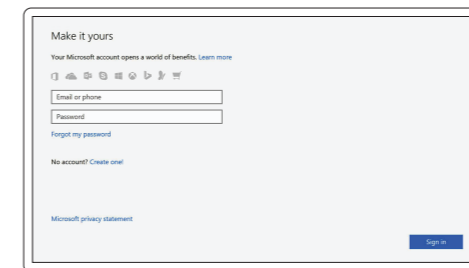 Make it yours
Your Microsoft account opens a world of benefits. Learn more
Email or phone
Password
Forgot my password
No account? Create one!
Microsoft privacy statement
Sign in